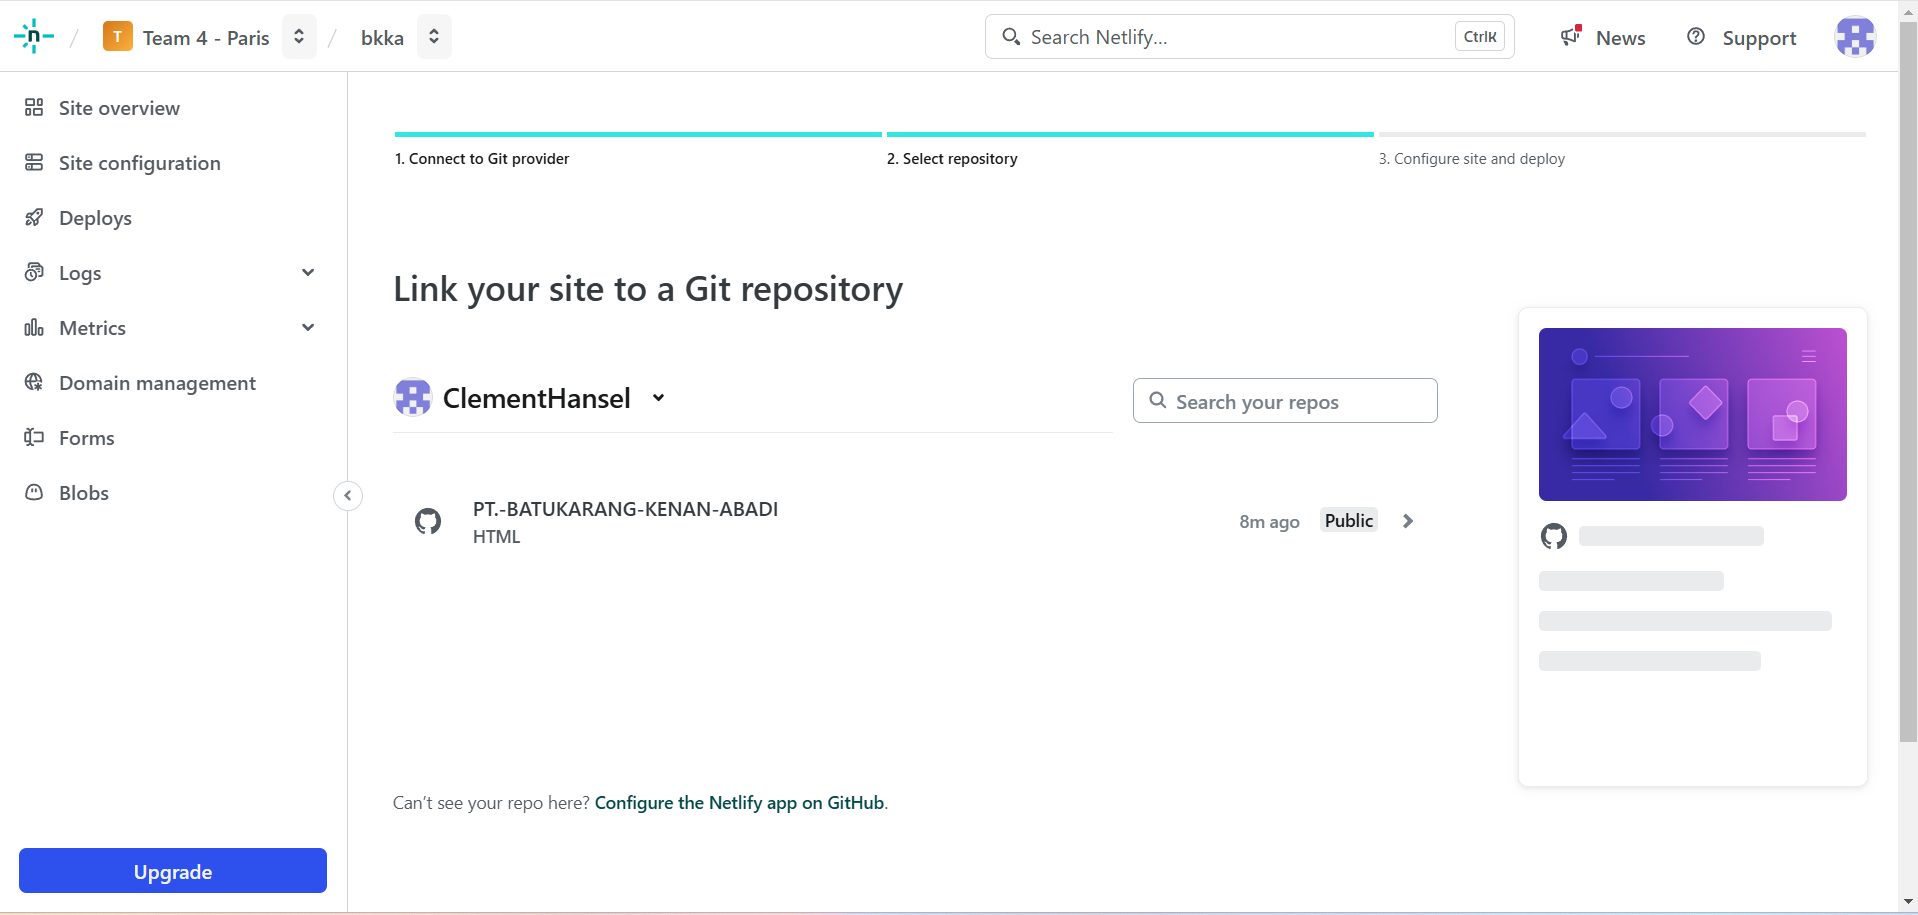 n / T Team 4 - Paris / bkka
Search Netlify... CtrlK
News
Support
Site overview
Site configuration
Deploys
Logs
Metrics
Domain management
Forms
Blobs
Upgrade
1. Connect to Git provider
2. Select repository
3. Configure site and deploy
Link your site to a Git repository
ClementHansel
Search your repos
PT.-BATUKARANG-KENAN-ABADI
HTML
8m ago Public
Can't see your repo here? Configure the Netlify app on GitHub.